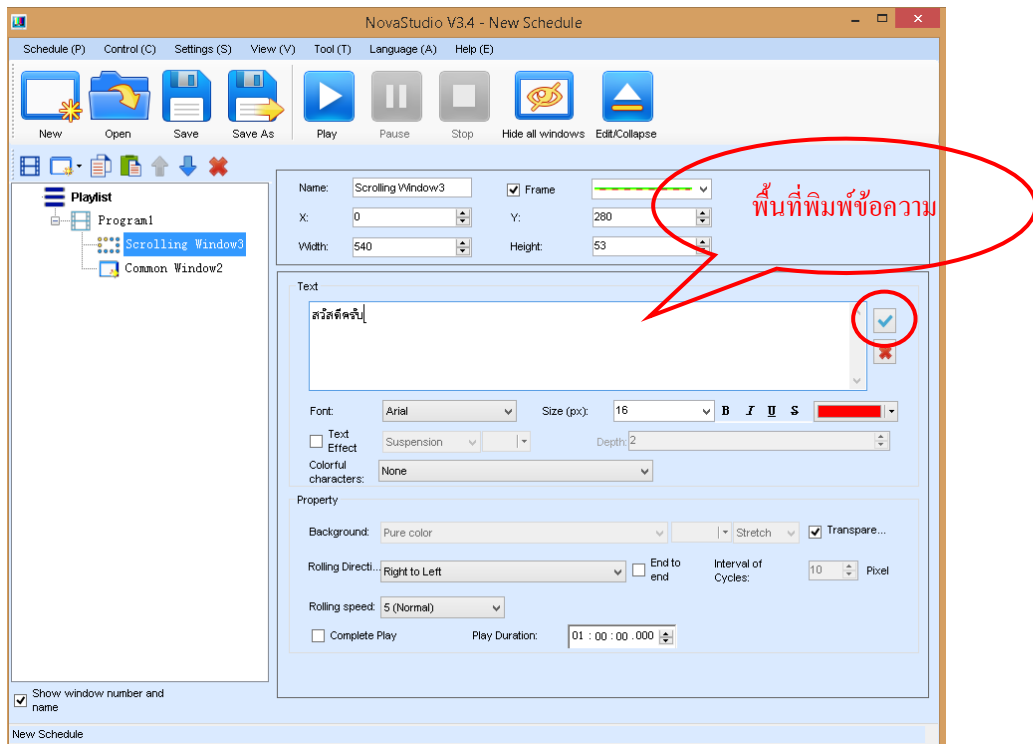 NovaStudio V3.4 - New Schedule
Schedule (P) Control (C) Settings (S) View (V) Tool (T) Language (A) Help (E)
New Open Save Save As Play Pause Stop Hide all windows Edit/Collapse
Playlist
Program1
Scrolling Window3
Common Window2
Name: Scrolling Window3 Frame
X: 0 Y: 280
Width: 540 Height: 53
พื้นที่พิมพ์ข้อความ
Text
สวัสดีครับ
Font: Arial Size (px): 16 B I U S
Text
Effect Suspension Depth: 2
Colorful
characters: None
Property
Background: Pure color Stretch Transpare...
Rolling Directi... Right to Left End to
end Interval of
Cycles: 10 Pixel
Rolling speed: 5 (Normal)
Complete Play Play Duration: 01 : 00 : 00 .000
Show window number and
name
New Schedule